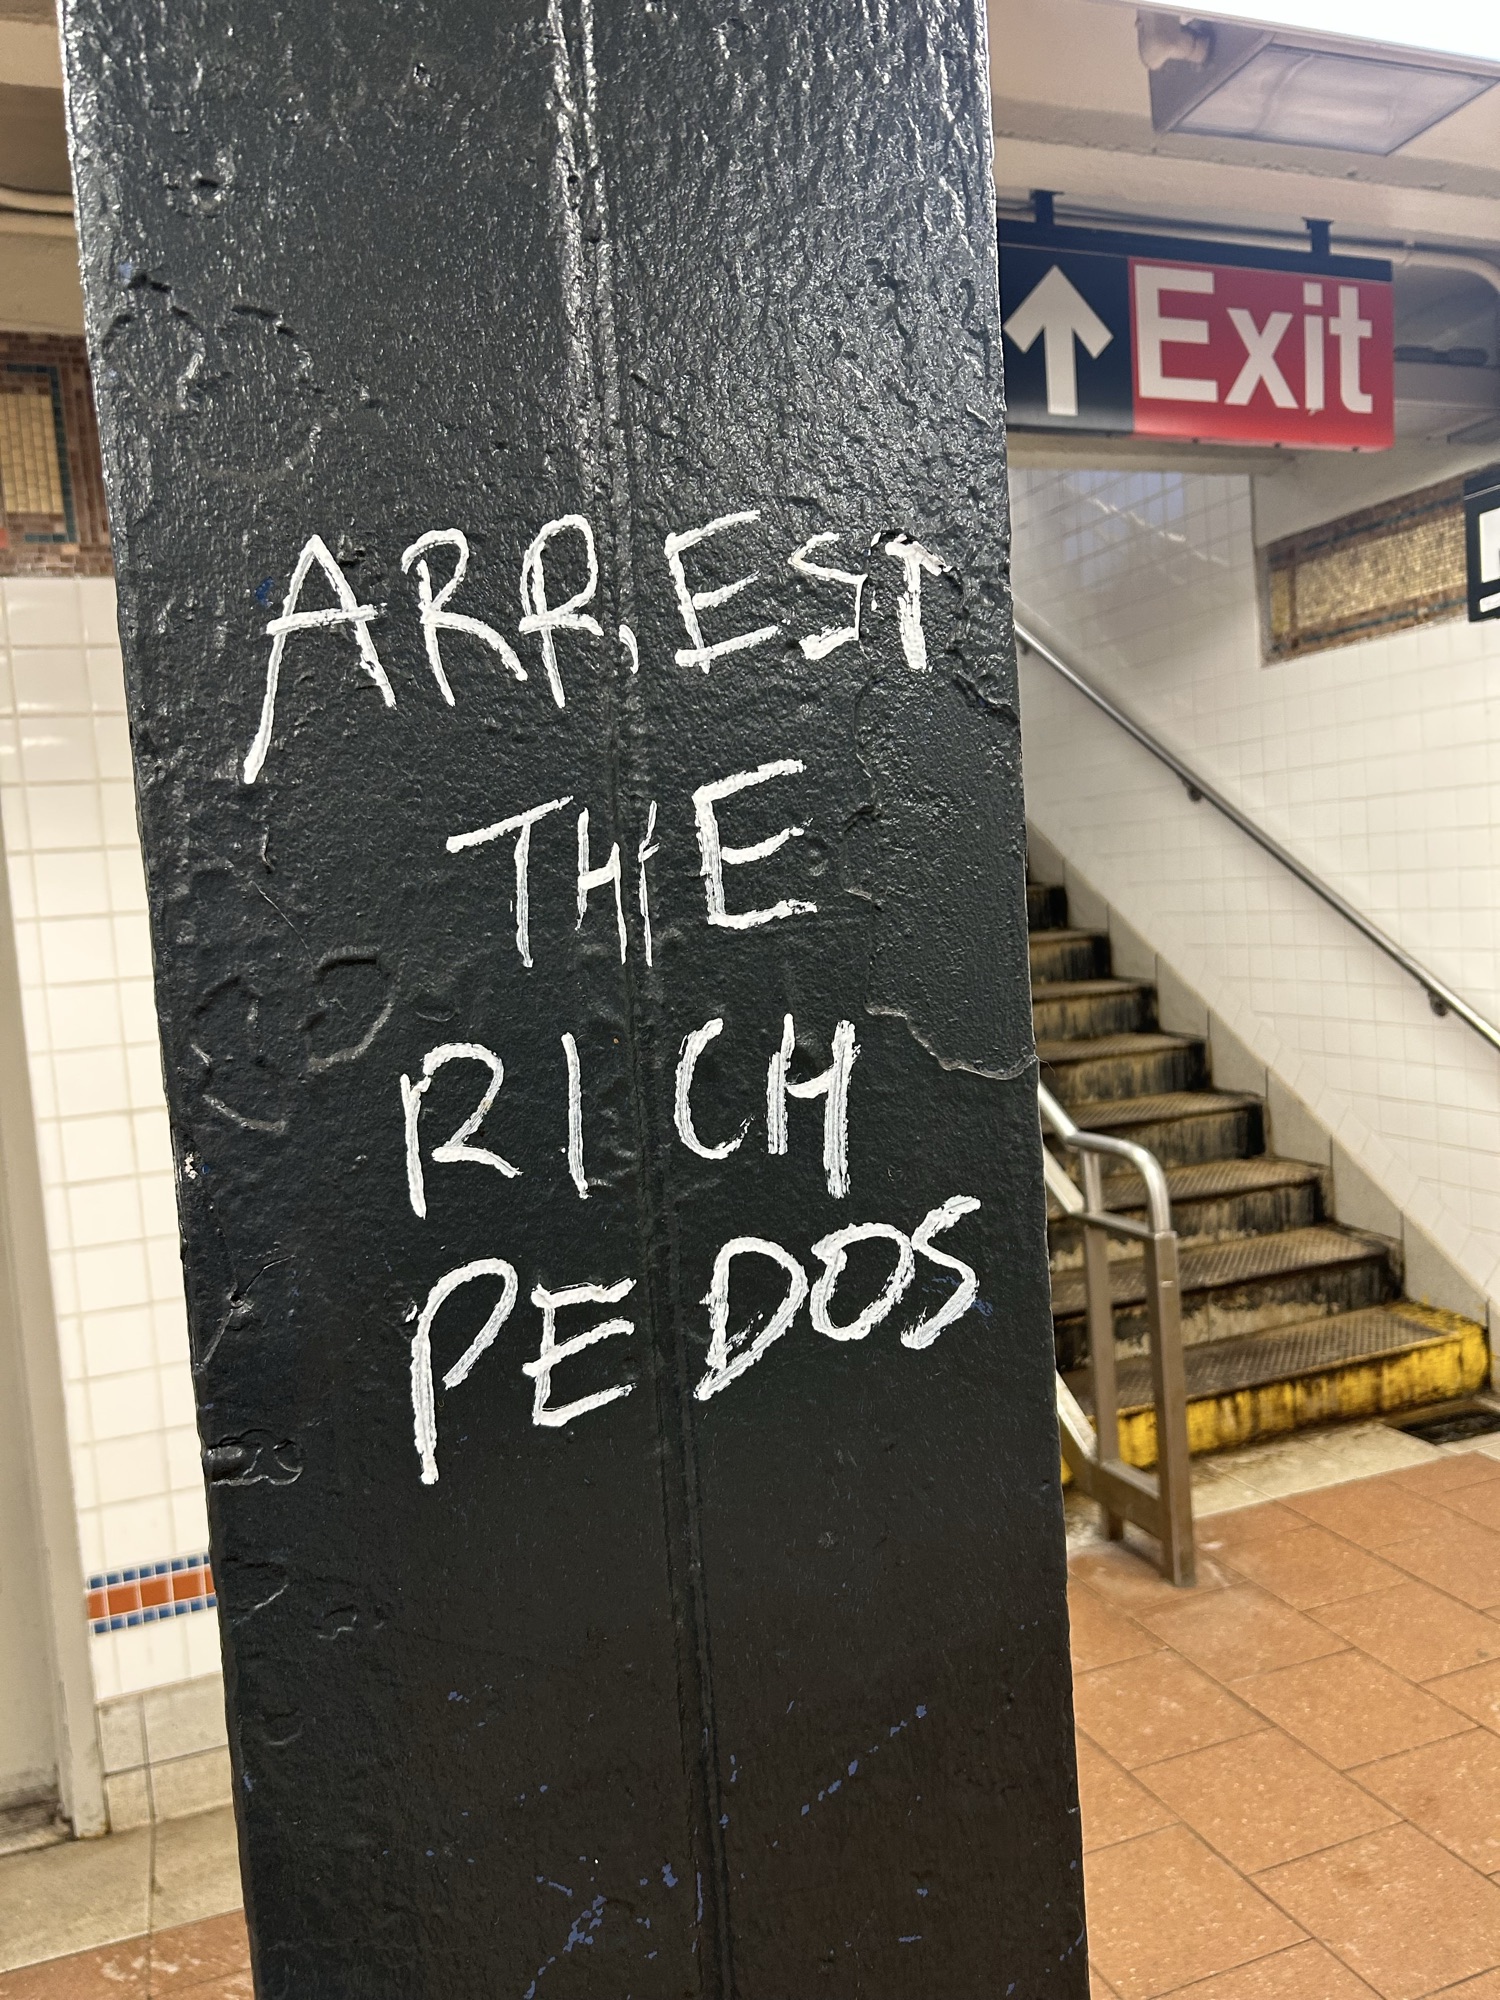 Exit
ARREST
THE
RICH
PEDOS